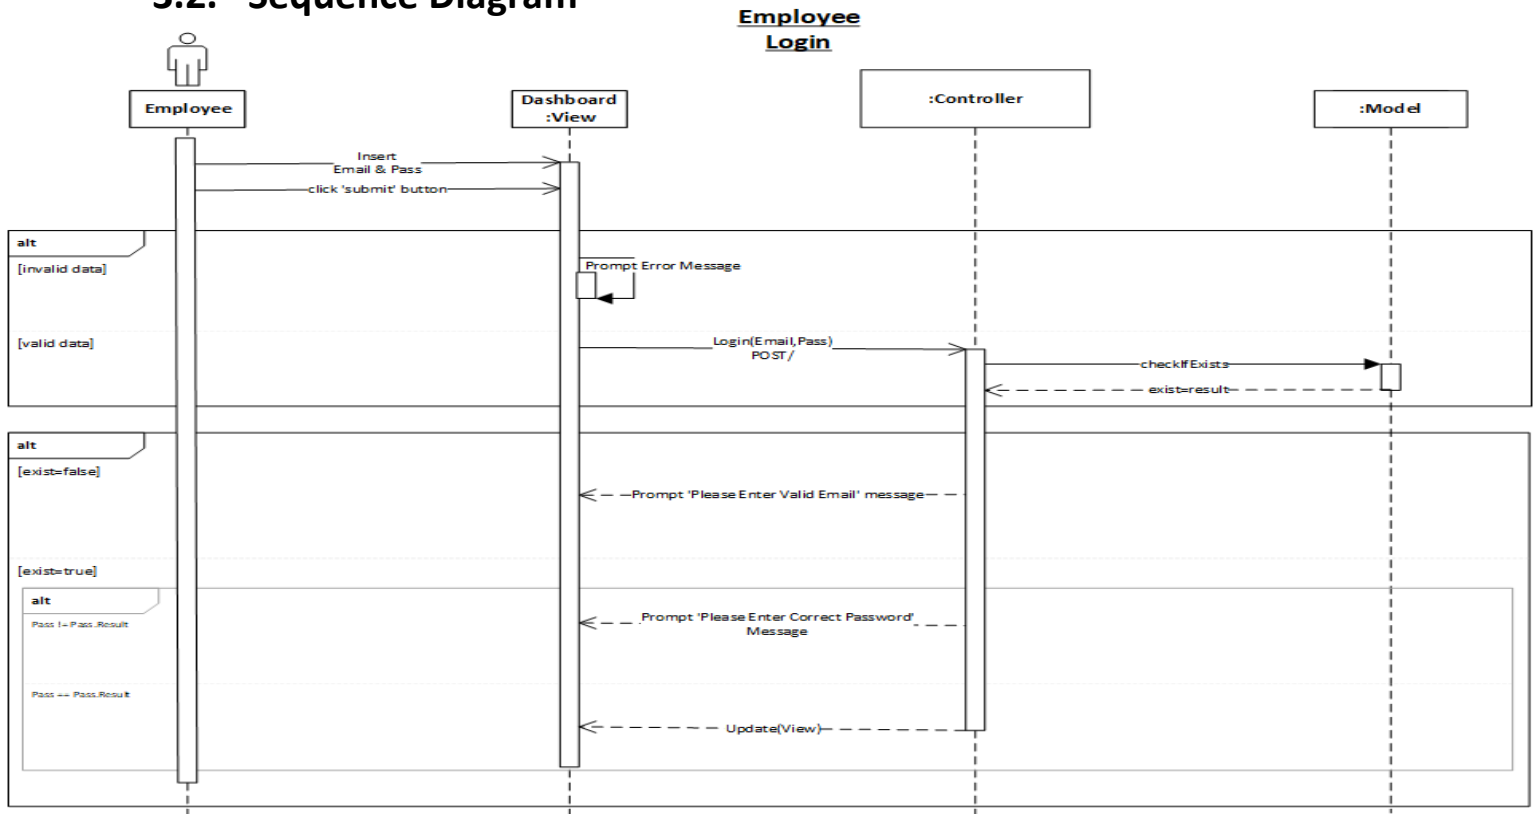 3.2. Sequence Diagram
Employee
Login
Employee
Dashboard
:View
:Controller
:Model
Insert
Email & Pass
click 'submit' button
alt
[invalid data]
Prompt Error Message
[valid data]
Login(Email,Pass)
POST/
checkIfExists
exist=result
alt
[exist=false]
Prompt 'Please Enter Valid Email' message
[exist=true]
alt
Pass != Pass.Result
Prompt 'Please Enter Correct Password'
Message
Pass == Pass.Result
Update(View)